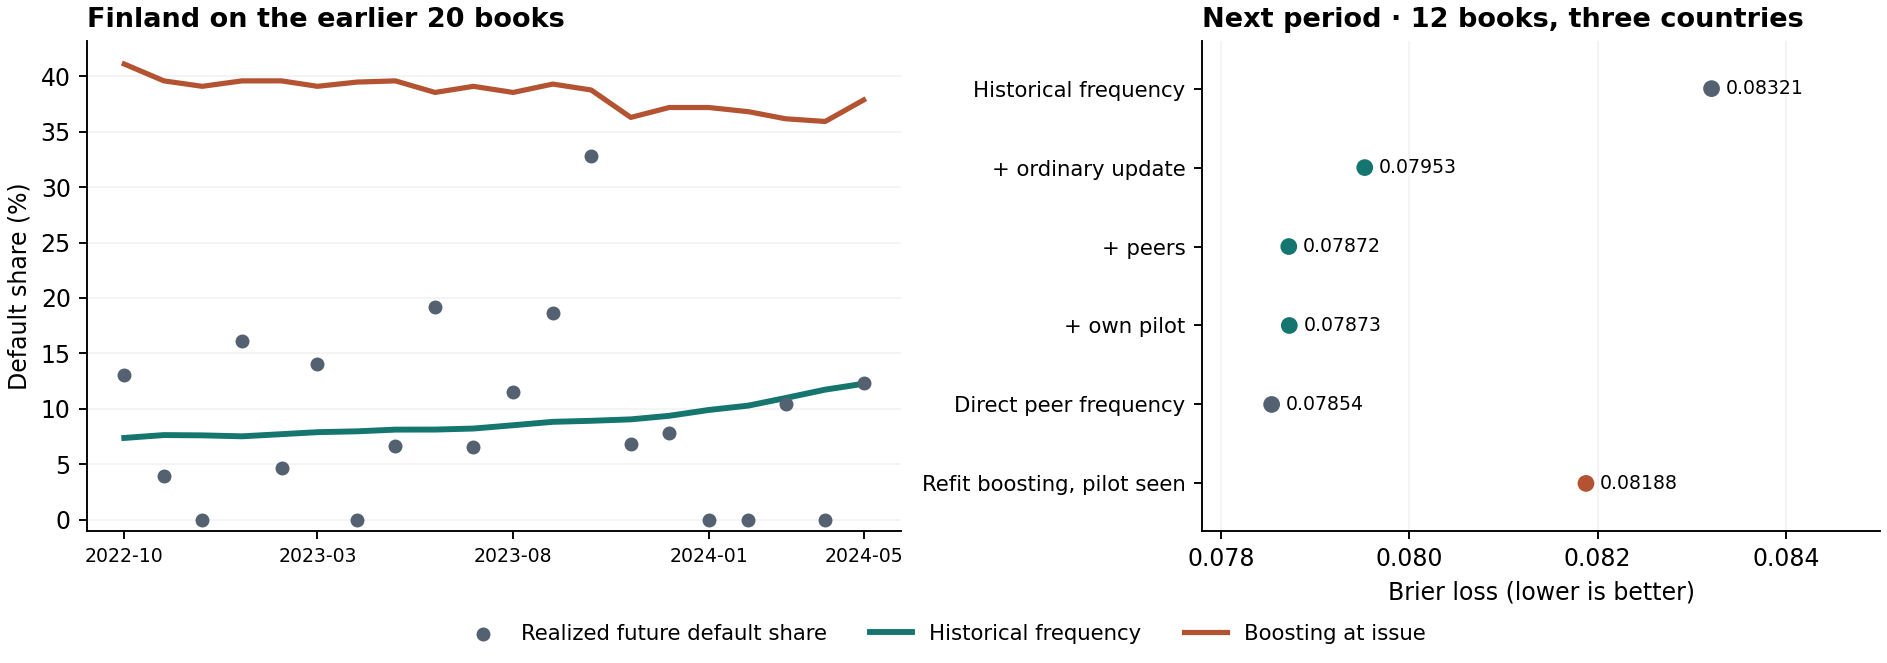 Finland on the earlier 20 books
Default share (%)
40
35
30
25
20
15
10
5
0
2022-10
2023-03
2023-08
2024-01
2024-05
Next period · 12 books, three countries
Historical frequency
0.08321
+ ordinary update
0.07953
+ peers
0.07872
+ own pilot
0.07873
Direct peer frequency
0.07854
Refit boosting, pilot seen
0.08188
0.078
0.080
0.082
0.084
Brier loss (lower is better)
Realized future default share
Historical frequency
Boosting at issue